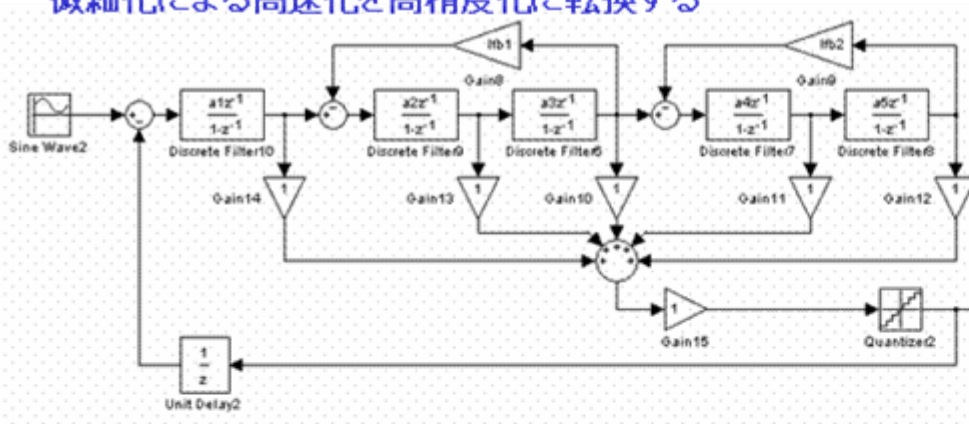 微細化による高速化を高精度化に転換する
lfb1
lfb2
Gain8
Gain9
a1z-1
1-z-1
a2z-1
1-z-1
a3z-1
1-z-1
a4z-1
1-z-1
a5z-1
1-z-1
Sine Wave2
Discrete Filter10
Discrete Filter9
Discrete Filter6
Discrete Filter7
Discrete Filter8
1
1
1
1
1
Gain14
Gain13
Gain10
Gain11
Gain12
1
Gain15
Quantizer2
1
z
Unit Delay2